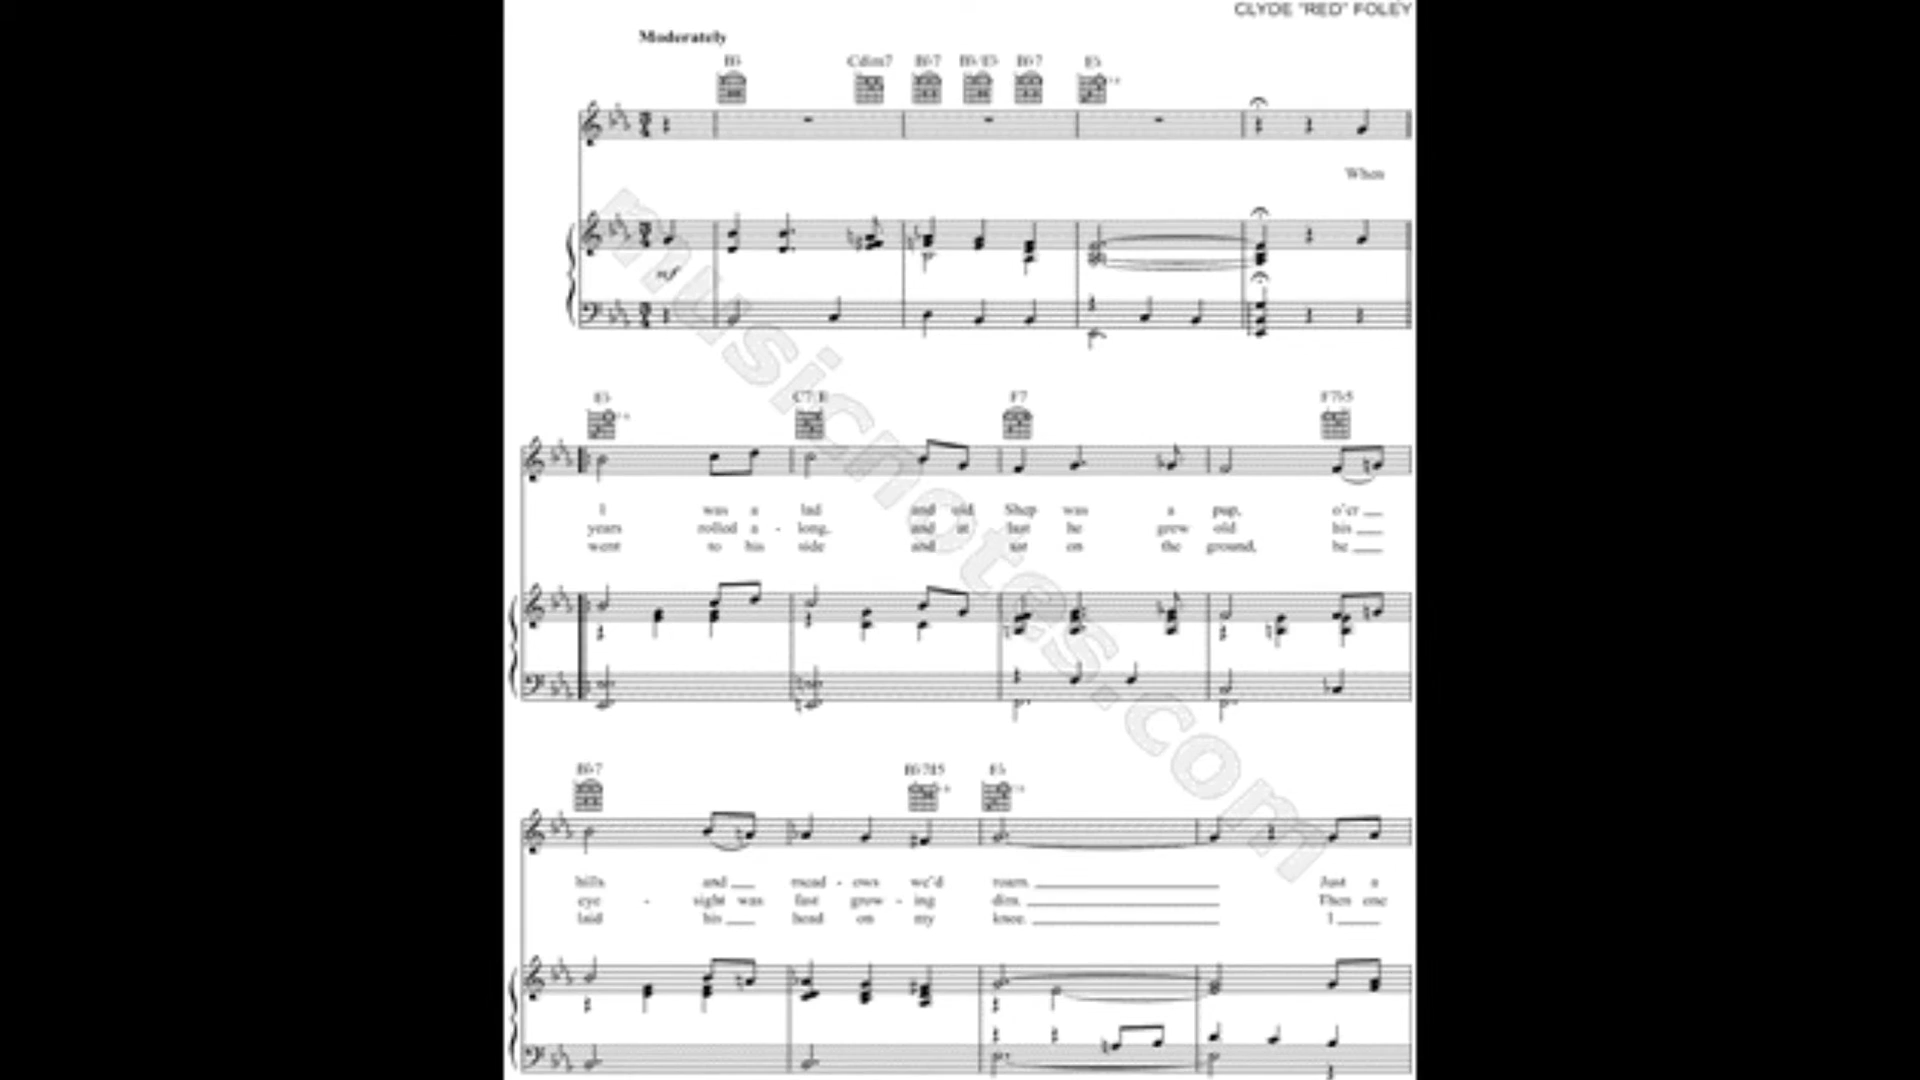 CLYDE "RED" FOLEY
Moderately
B♭ Cdim7 B♭7 B♭/E♭ B♭7 E♭
When
mf
E♭ C7/E F7 F7♭5
I was a lad and old Shep was a pup, o'er
years rolled a - long, and at last he grew old his
went to his side and sat on the ground, he
B♭7 B♭7♯5 E♭
hills and mead - ows we'd roam. Just a
eye - sight was fast grow - ing dim. Then one
laid his head on my knee. I
musicnotes.com